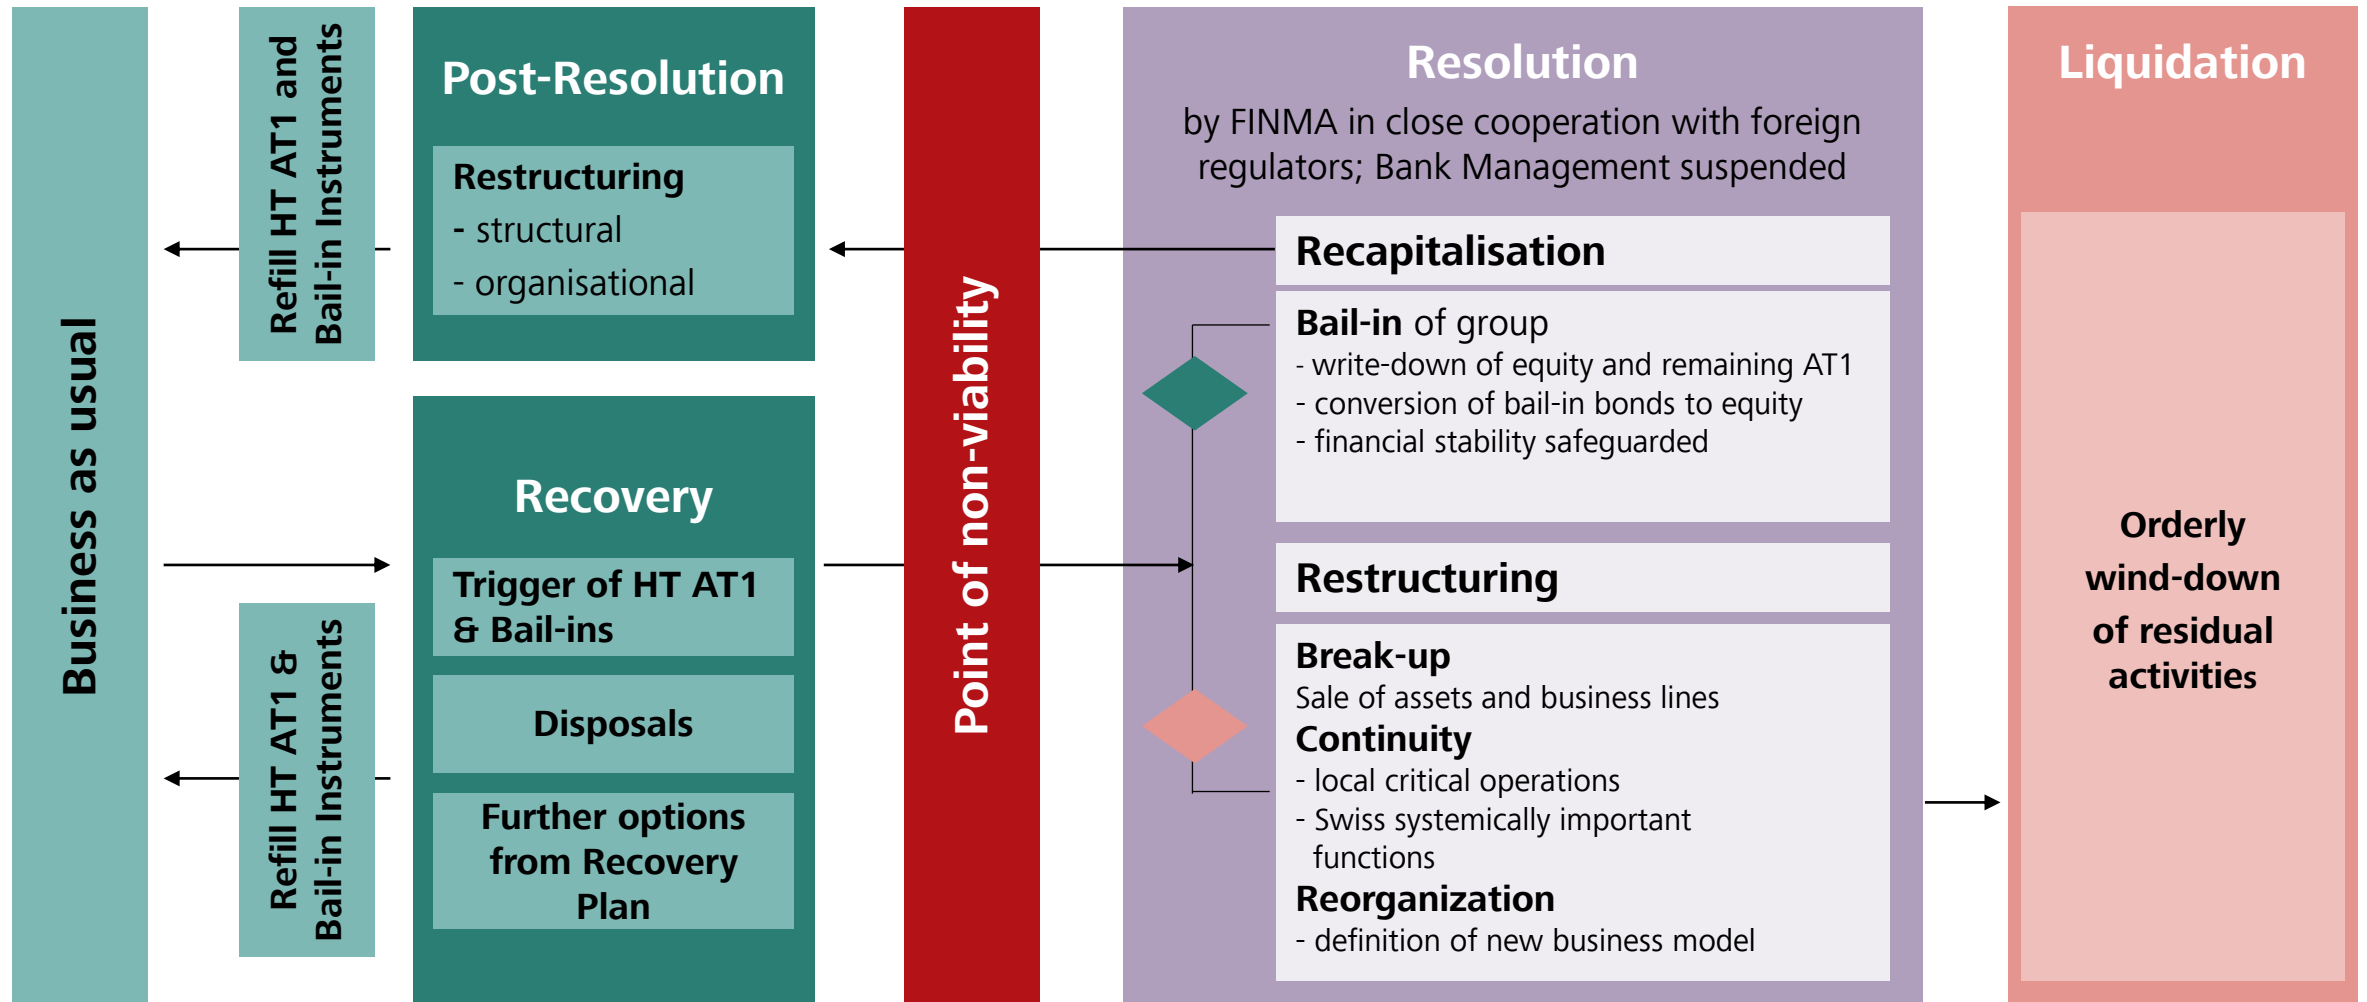 Business as usual
Refill HT AT1 and
Bail-in Instruments
Refill HT AT1 &
Bail-in Instruments
Post-Resolution
Restructuring
- structural
- organisational
Recovery
Trigger of HT AT1
& Bail-ins
Disposals
Further options
from Recovery
Plan
Point of non-viability
Resolution
by FINMA in close cooperation with foreign
regulators; Bank Management suspended
Recapitalisation
Bail-in of group
- write-down of equity and remaining AT1
- conversion of bail-in bonds to equity
- financial stability safeguarded
Restructuring
Break-up
Sale of assets and business lines
Continuity
- local critical operations
- Swiss systemically important
functions
Reorganization
- definition of new business model
Liquidation
Orderly
wind-down
of residual
activities